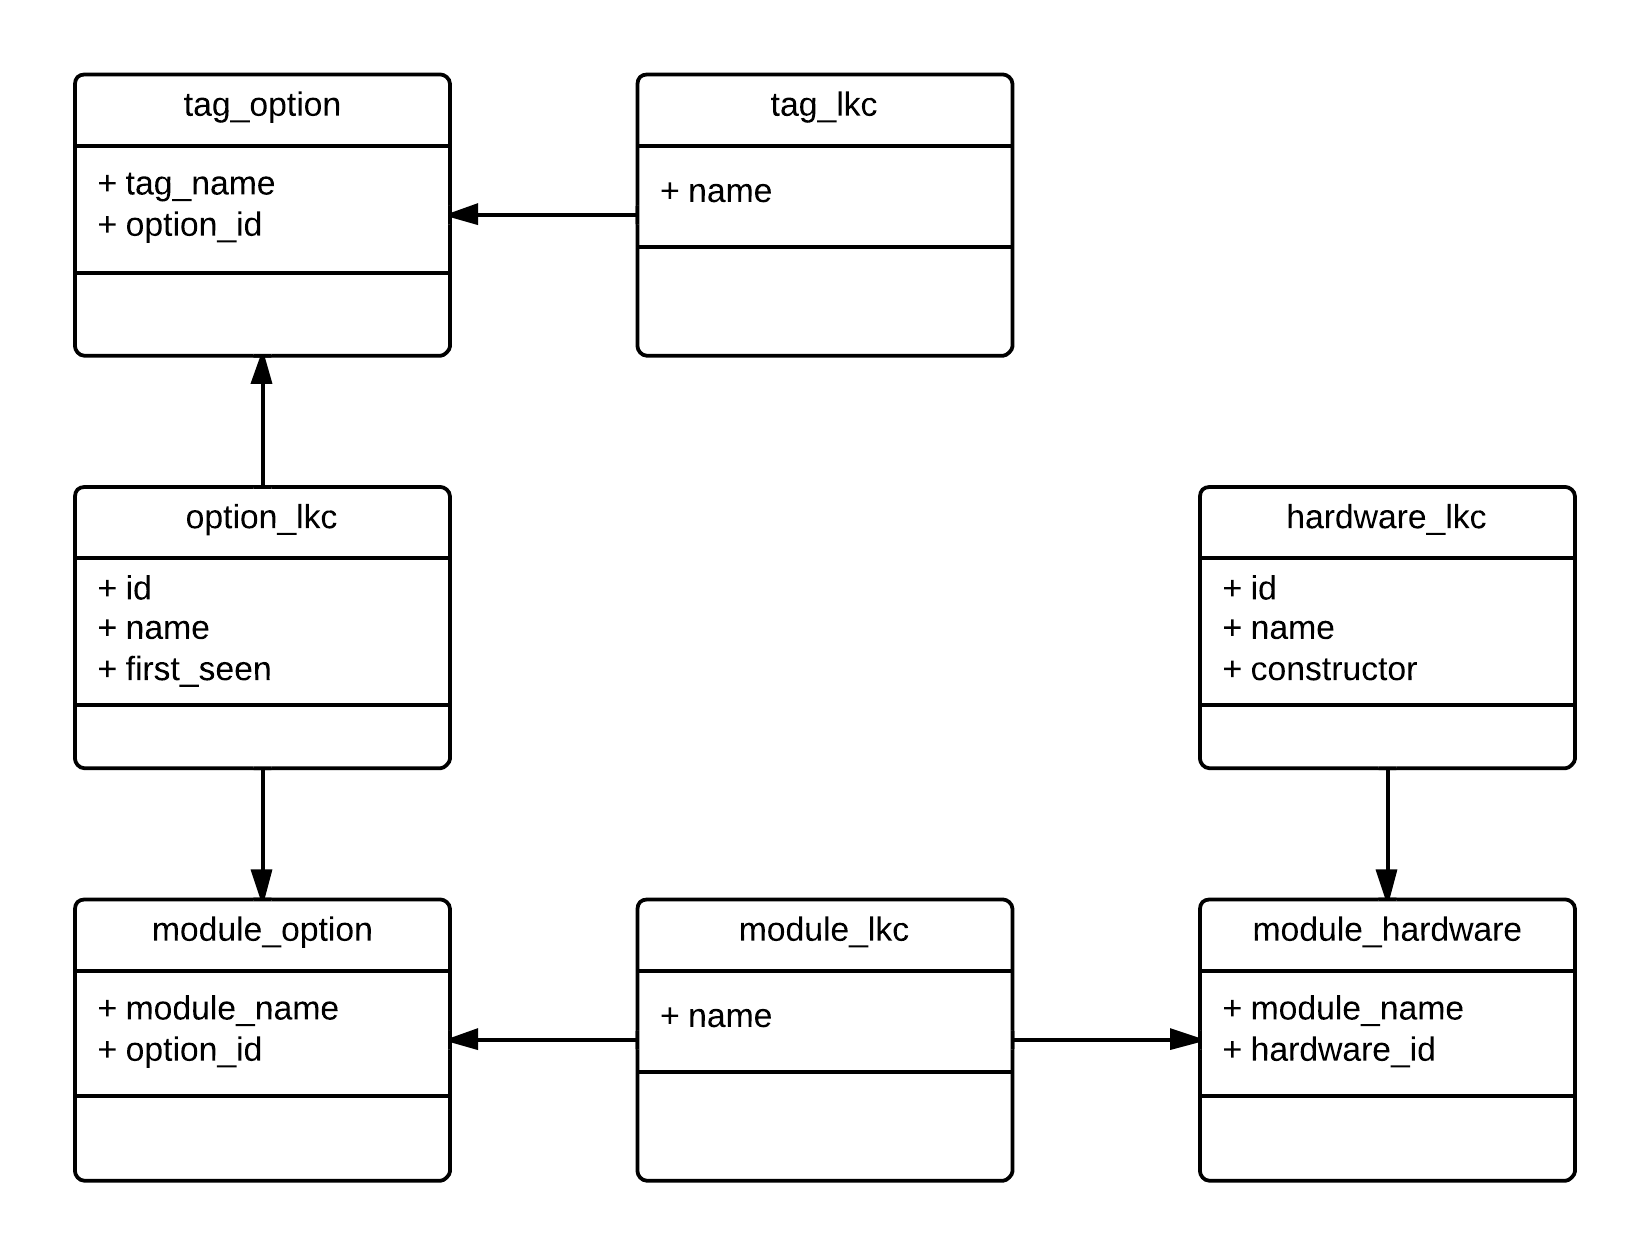 tag_option
+ tag_name
+ option_id
tag_lkc
+ name
option_lkc
+ id
+ name
+ first_seen
hardware_lkc
+ id
+ name
+ constructor
module_option
+ module_name
+ option_id
module_lkc
+ name
module_hardware
+ module_name
+ hardware_id